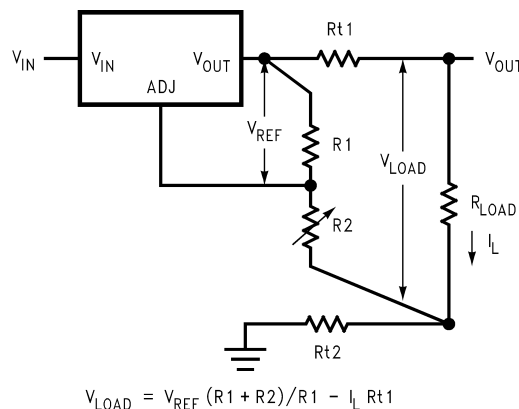 V_IN V_IN V_OUT Rt1 V_OUT
ADJ
V_REF R1 V_LOAD
R2 R_LOAD
I_L
Rt2
V_LOAD = V_REF (R1 + R2)/R1 - I_L Rt1